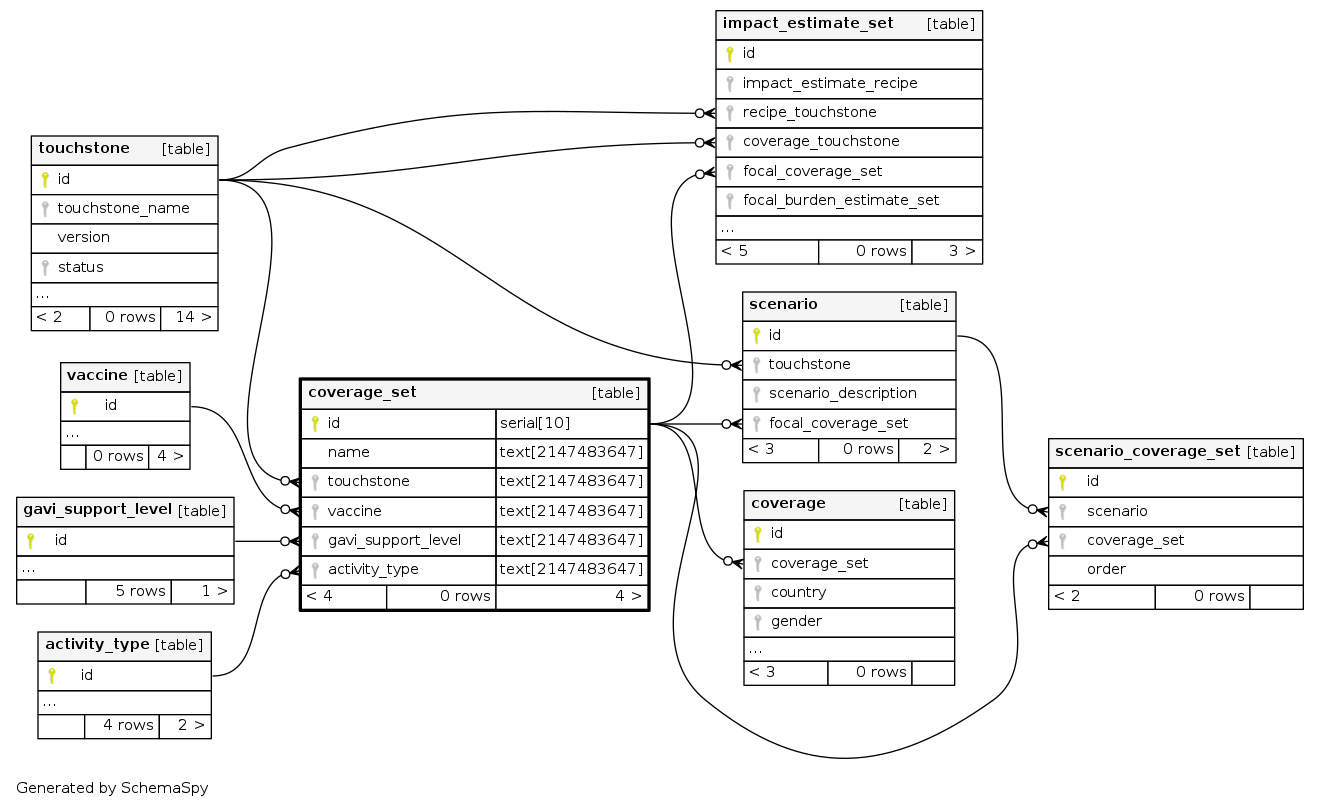 impact_estimate_set [table]
id
impact_estimate_recipe
recipe_touchstone
coverage_touchstone
focal_coverage_set
focal_burden_estimate_set
...
< 5 0 rows 3 >
touchstone [table]
id
touchstone_name
version
status
...
< 2 0 rows 14 >
vaccine [table]
id
...
0 rows 4 >
gavi_support_level [table]
id
...
5 rows 1 >
activity_type [table]
id
...
4 rows 2 >
coverage_set [table]
id serial[10]
name text[2147483647]
touchstone text[2147483647]
vaccine text[2147483647]
gavi_support_level text[2147483647]
activity_type text[2147483647]
< 4 0 rows 4 >
scenario [table]
id
touchstone
scenario_description
focal_coverage_set
< 3 0 rows 2 >
coverage [table]
id
coverage_set
country
gender
...
< 3 0 rows
scenario_coverage_set [table]
id
scenario
coverage_set
order
< 2 0 rows
Generated by SchemaSpy